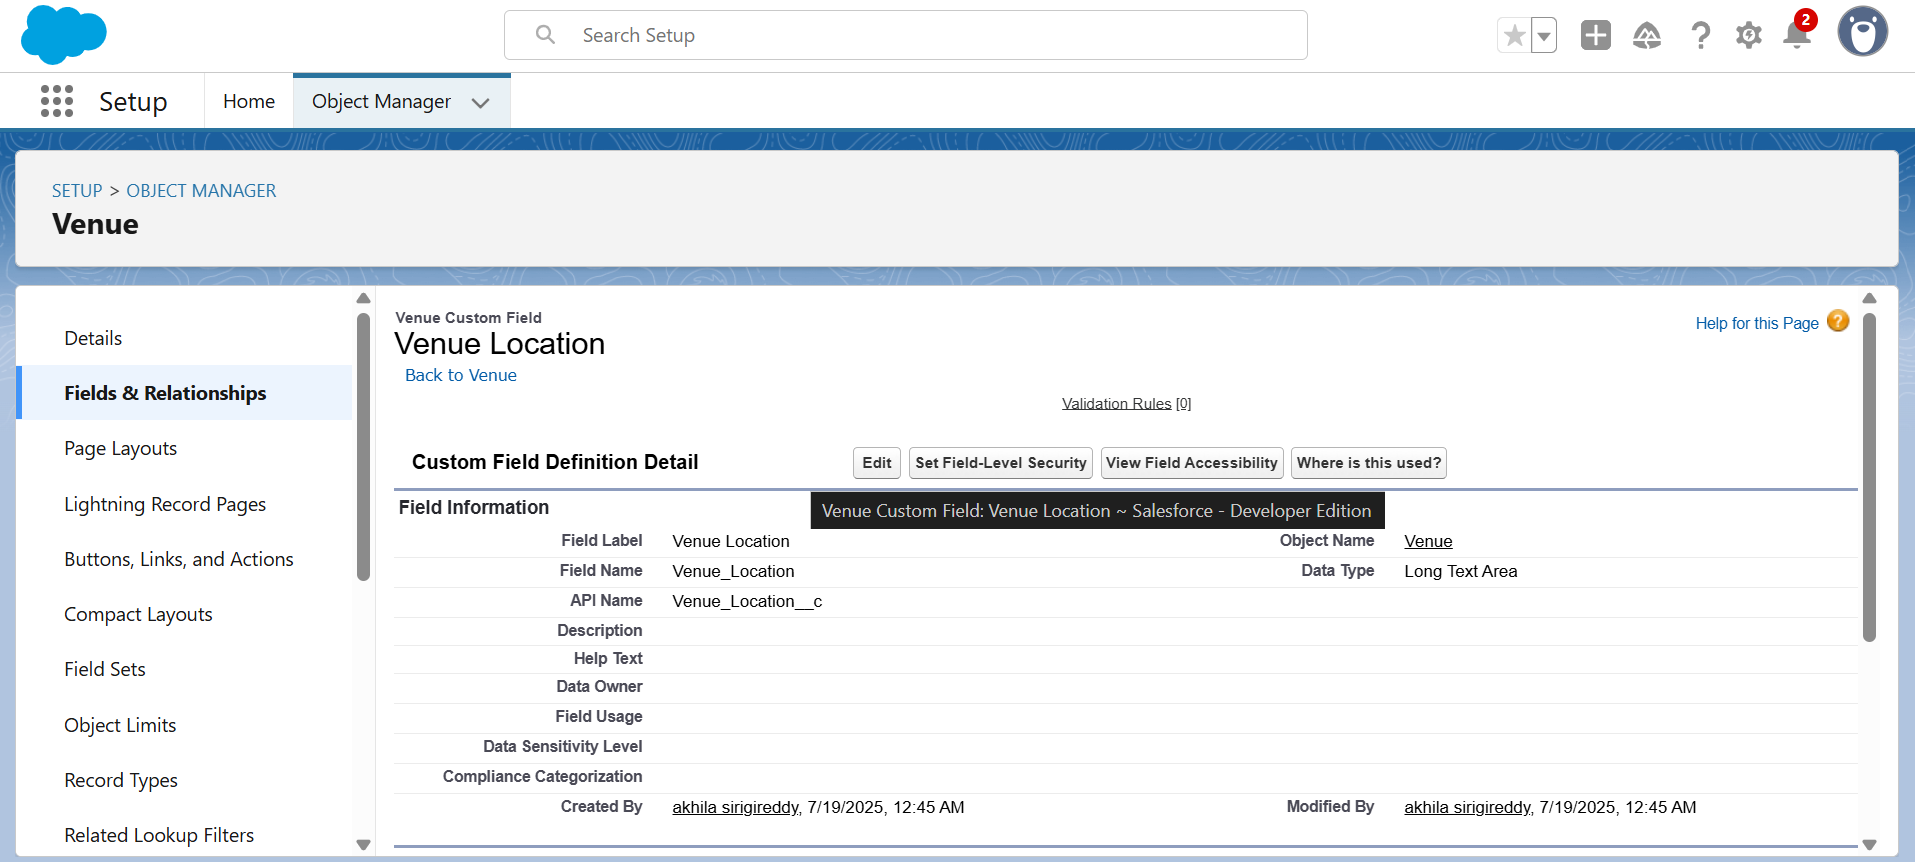 Search Setup
2
Setup
Home
Object Manager
SETUP > OBJECT MANAGER
Venue
Details
Fields & Relationships
Page Layouts
Lightning Record Pages
Buttons, Links, and Actions
Compact Layouts
Field Sets
Object Limits
Record Types
Related Lookup Filters
Venue Custom Field
Venue Location
Back to Venue
Help for this Page ?
Validation Rules [0]
Custom Field Definition Detail
Edit
Set Field-Level Security
View Field Accessibility
Where is this used?
Field Information
Venue Custom Field: Venue Location ~ Salesforce - Developer Edition
Field Label Venue Location
Object Name Venue
Field Name Venue_Location
Data Type Long Text Area
API Name Venue_Location__c
Description
Help Text
Data Owner
Field Usage
Data Sensitivity Level
Compliance Categorization
Created By akhila sirigireddy, 7/19/2025, 12:45 AM
Modified By akhila sirigireddy, 7/19/2025, 12:45 AM